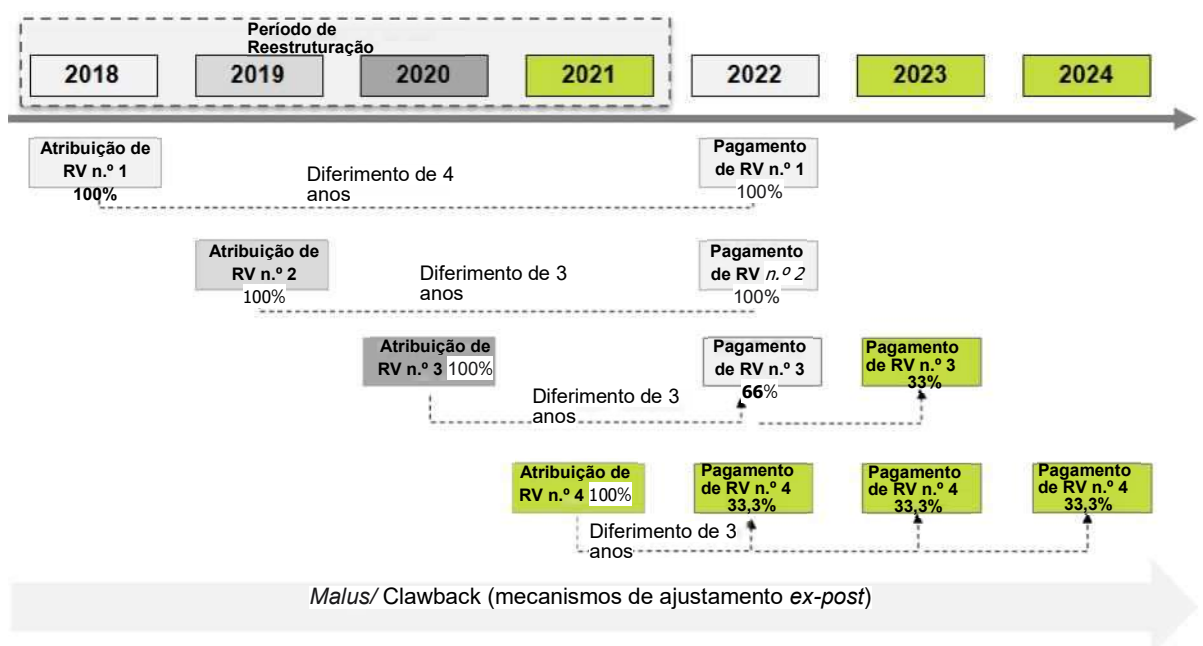 Período de
Reestruturação
2018 2019 2020 2021 2022 2023 2024
Atribuição de
RV n.º 1
100%
Diferimento de 4
anos
Pagamento
de RV n.º 1
100%
Atribuição de
RV n.º 2
100%
Diferimento de 3
anos
Pagamento
de RV n.º 2
100%
Atribuição de
RV n.º 3 100%
Diferimento de 3
anos
Pagamento
de RV n.º 3
66%
Pagamento
de RV n.º 3
33%
Atribuição de
RV n.º 4 100%
Diferimento de 3
anos
Pagamento
de RV n.º 4
33,3%
Pagamento
de RV n.º 4
33,3%
Pagamento
de RV n.º 4
33,3%
Malus/ Clawback (mecanismos de ajustamento ex-post)